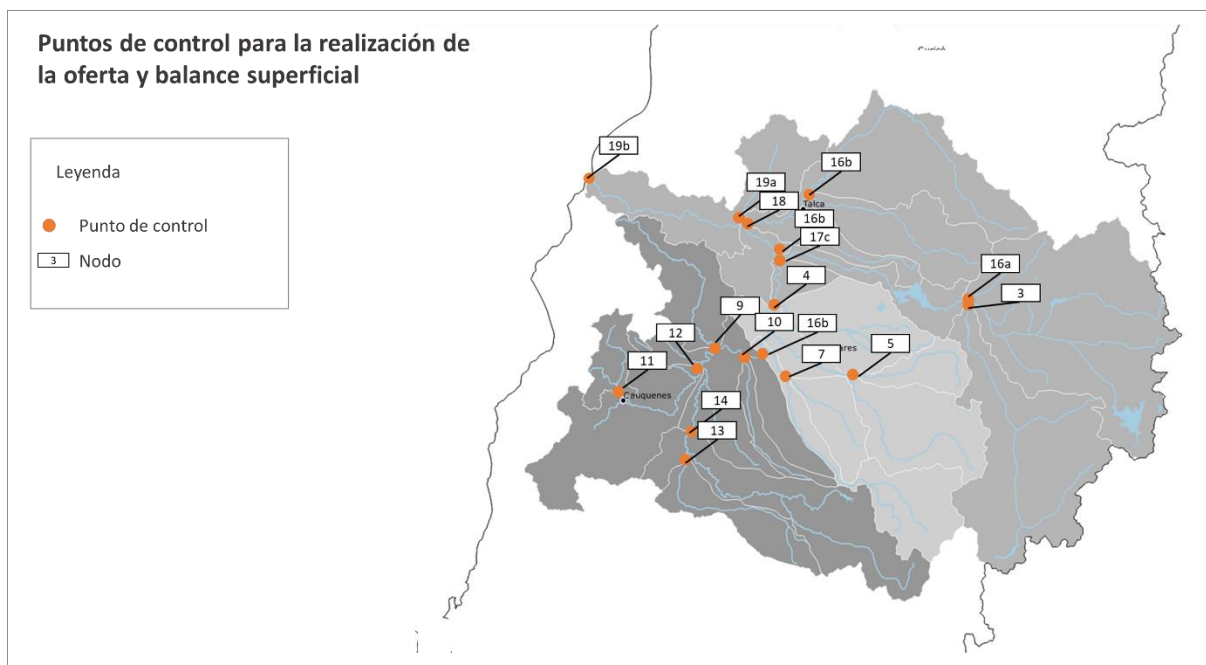 Puntos de control para la realización de
la oferta y balance superficial
Leyenda
Punto de control
3 Nodo
19b
16b
19a
Talca
18
16b
17c
16a
4
3
9
10
16b
12
ares
5
7
11
Cauquenes
14
13